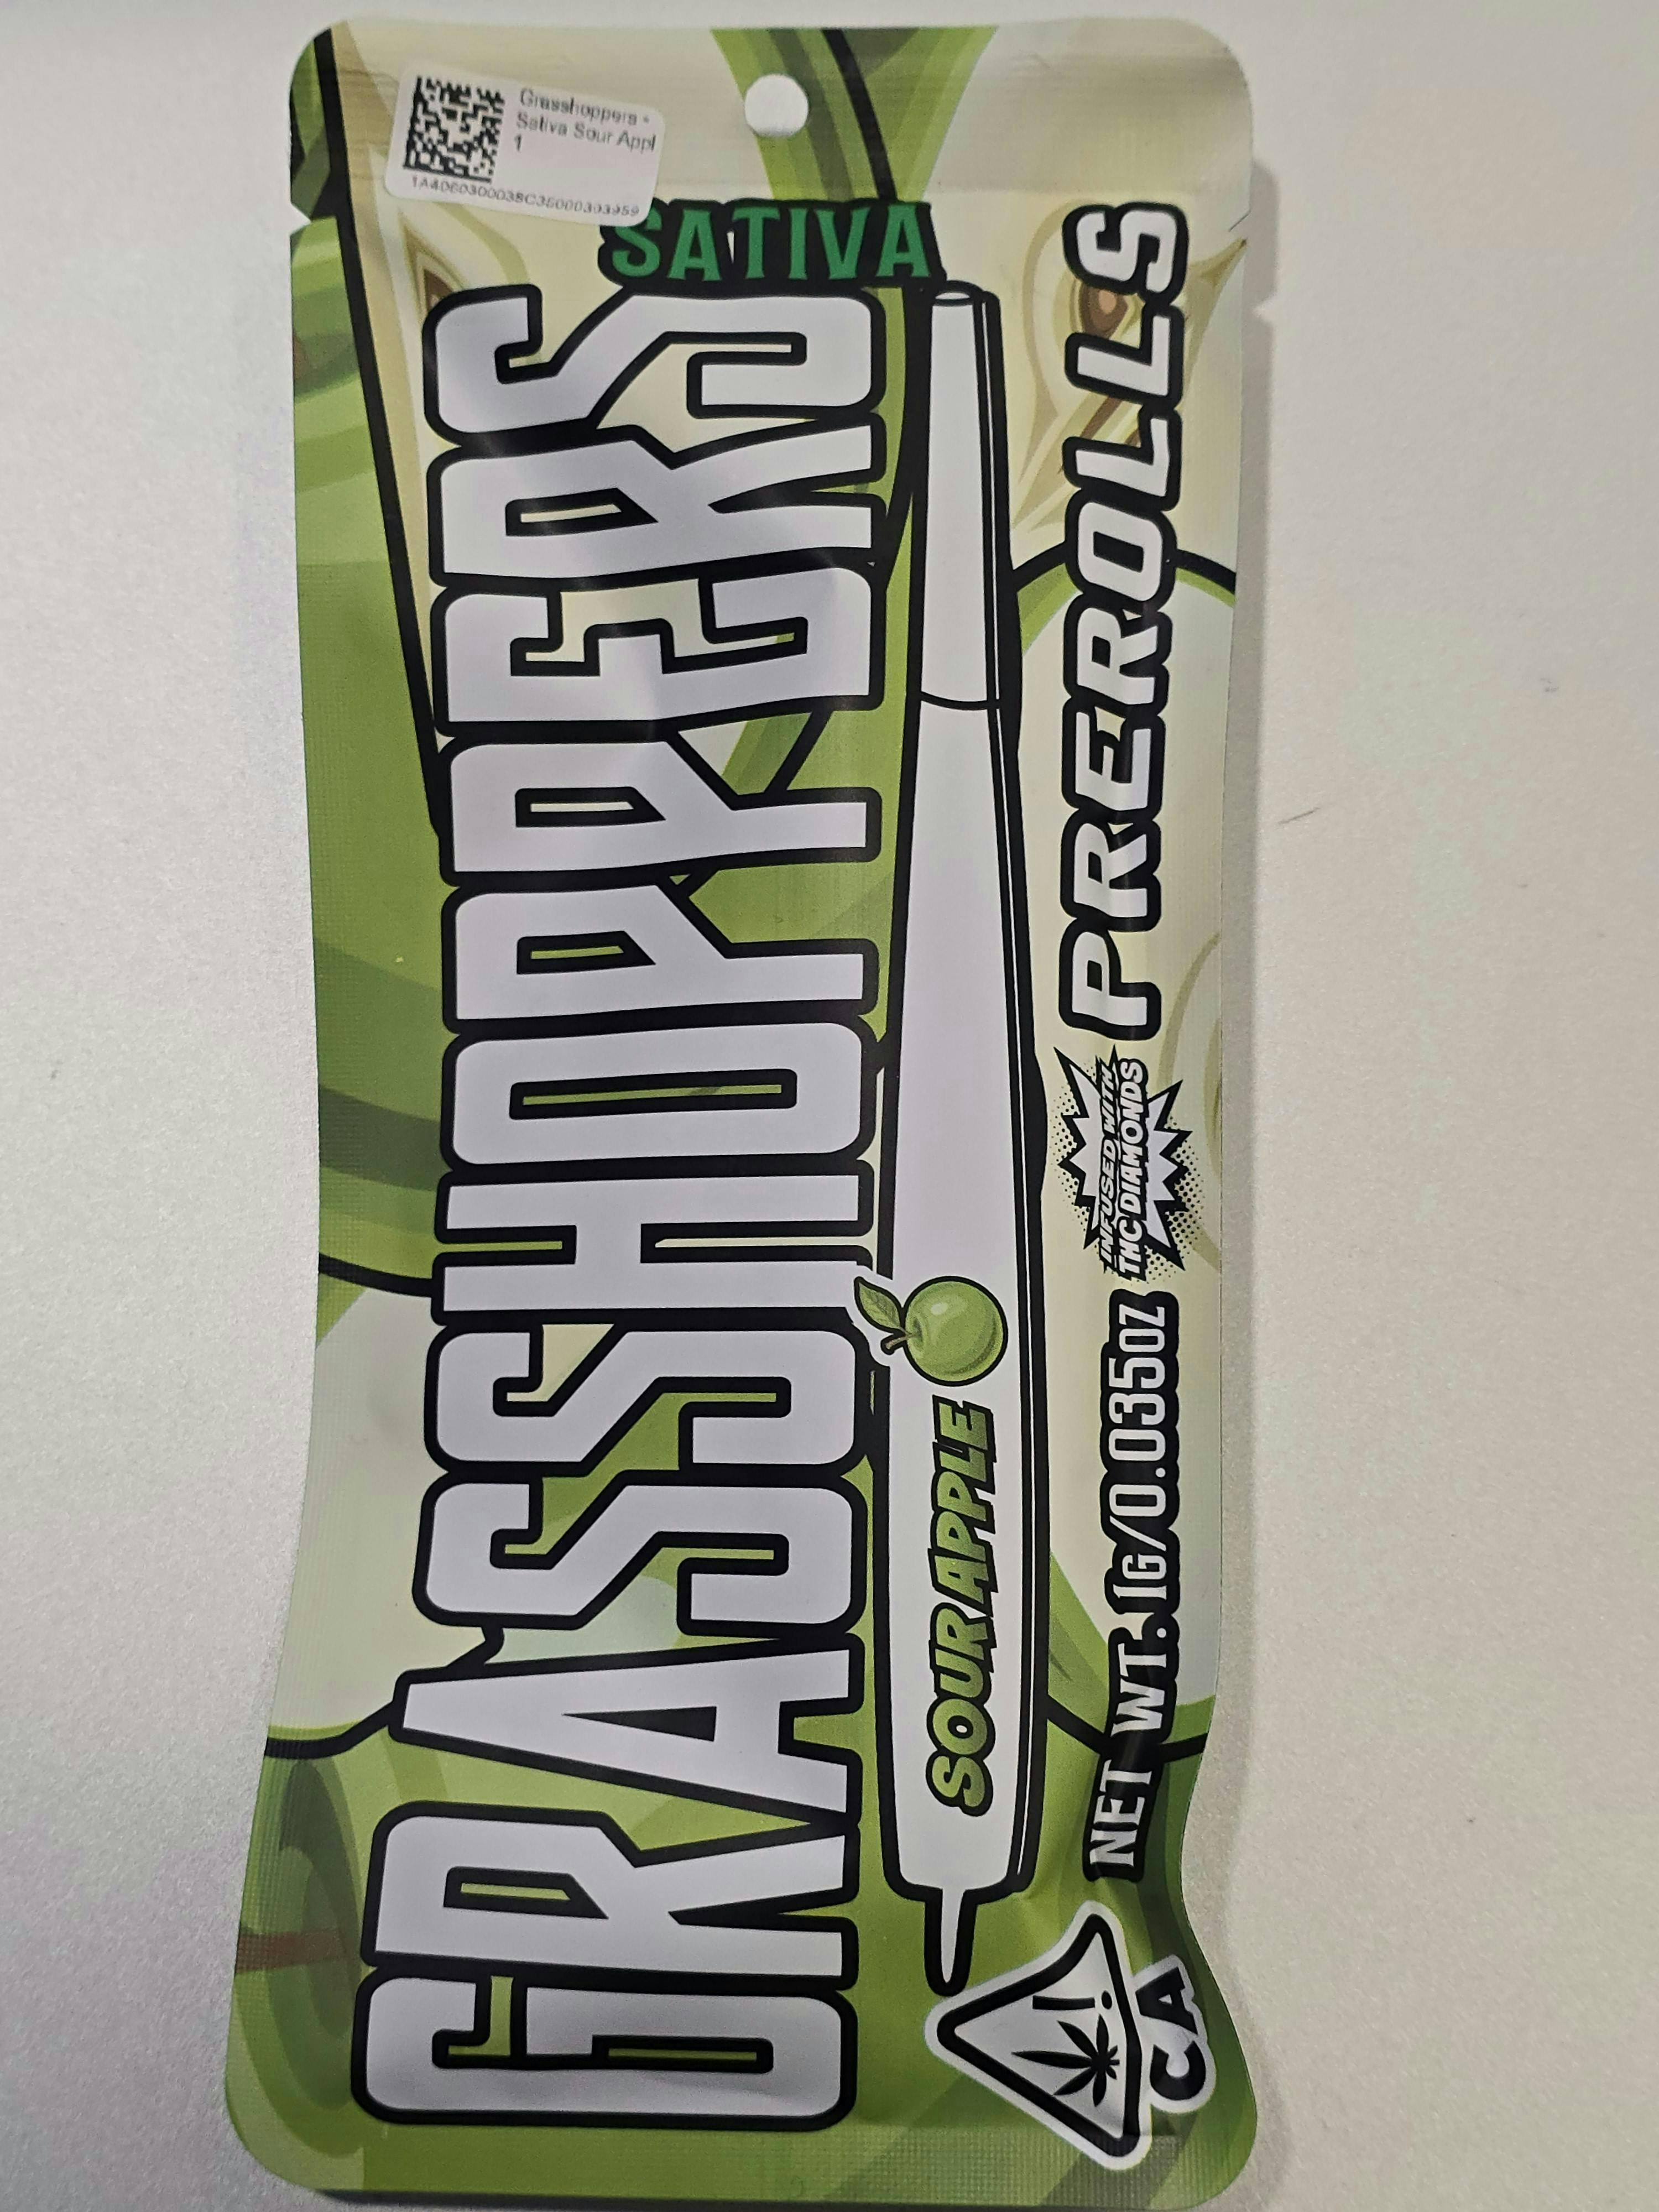 Grasshoppers -
Sativa Sour Appl
1
SATIVA
GRASSHOPPERS
SOUR APPLE
CA
NET WT. 1G/0.035OZ
INFUSED WITH
THC DIAMONDS
PREROLLS